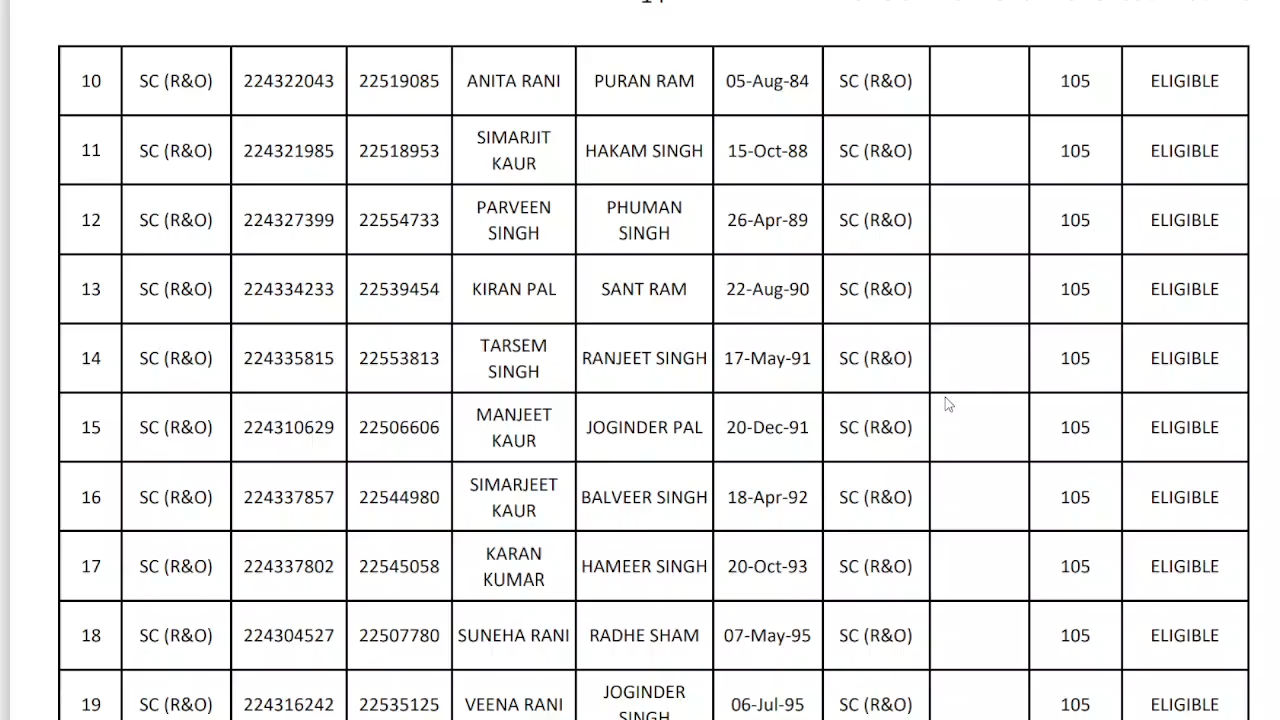 10 SC (R&O) 224322043 22519085 ANITA RANI PURAN RAM 05-Aug-84 SC (R&O) 105 ELIGIBLE
11 SC (R&O) 224321985 22518953 SIMARJIT KAUR HAKAM SINGH 15-Oct-88 SC (R&O) 105 ELIGIBLE
12 SC (R&O) 224327399 22554733 PARVEEN SINGH PHUMAN SINGH 26-Apr-89 SC (R&O) 105 ELIGIBLE
13 SC (R&O) 224334233 22539454 KIRAN PAL SANT RAM 22-Aug-90 SC (R&O) 105 ELIGIBLE
14 SC (R&O) 224335815 22553813 TARSEM SINGH RANJEET SINGH 17-May-91 SC (R&O) 105 ELIGIBLE
15 SC (R&O) 224310629 22506606 MANJEET KAUR JOGINDER PAL 20-Dec-91 SC (R&O) 105 ELIGIBLE
16 SC (R&O) 224337857 22544980 SIMARJEET KAUR BALVEER SINGH 18-Apr-92 SC (R&O) 105 ELIGIBLE
17 SC (R&O) 224337802 22545058 KARAN KUMAR HAMEER SINGH 20-Oct-93 SC (R&O) 105 ELIGIBLE
18 SC (R&O) 224304527 22507780 SUNEHA RANI RADHE SHAM 07-May-95 SC (R&O) 105 ELIGIBLE
19 SC (R&O) 224316242 22535125 VEENA RANI JOGINDER SINGH 06-Jul-95 SC (R&O) 105 ELIGIBLE